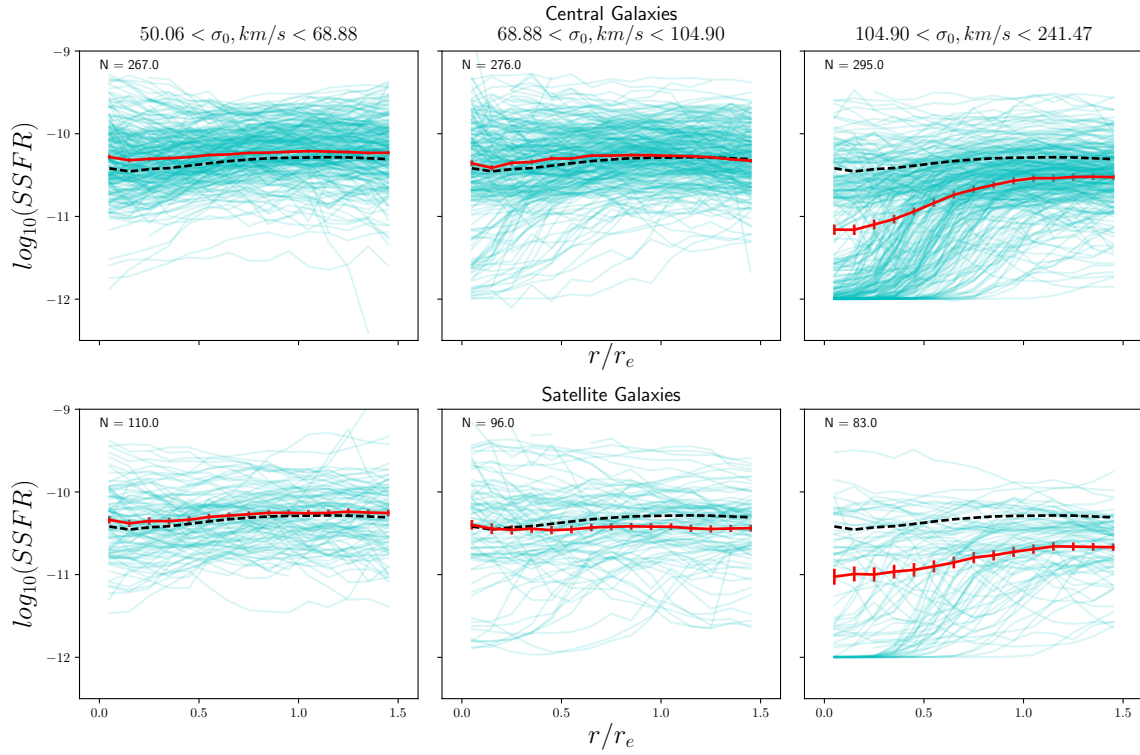 Central Galaxies
50.06 < σ₀, km/s < 68.88
68.88 < σ₀, km/s < 104.90
104.90 < σ₀, km/s < 241.47
N = 267.0
N = 276.0
N = 295.0
−9
−10
−11
−12
log₁₀(SSFR)
r/rₑ
Satellite Galaxies
N = 110.0
N = 96.0
N = 83.0
−9
−10
−11
−12
log₁₀(SSFR)
0.0 0.5 1.0 1.5
0.0 0.5 1.0 1.5
0.0 0.5 1.0 1.5
r/rₑ